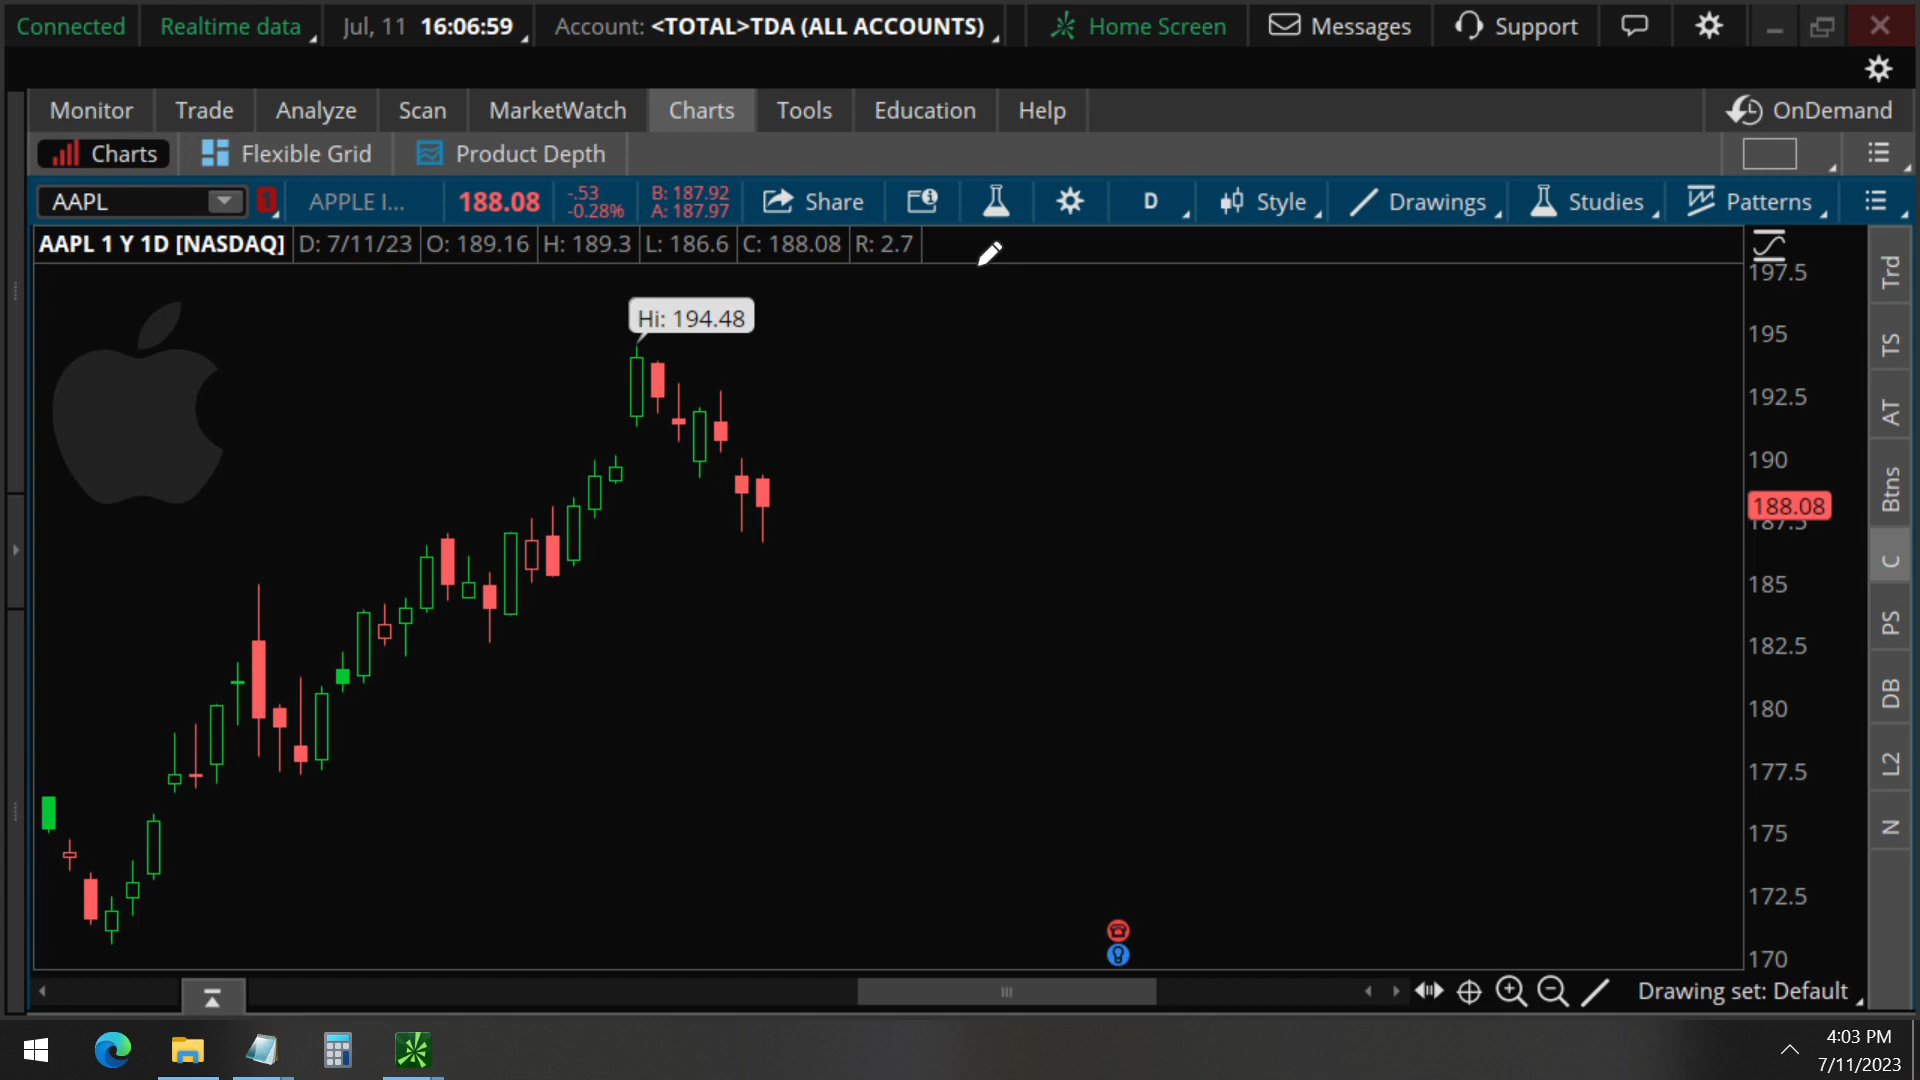 Connected Realtime data Jul, 11 16:06:59 Account: <TOTAL>TDA (ALL ACCOUNTS) Home Screen Messages Support
Monitor Trade Analyze Scan MarketWatch Charts Tools Education Help OnDemand
Charts Flexible Grid Product Depth
AAPL 1 APPLE I... 188.08 -.53 B: 187.92 Share D Style Drawings Studies Patterns
-0.28% A: 187.97
AAPL 1 Y 1D [NASDAQ] D: 7/11/23 O: 189.16 H: 189.3 L: 186.6 C: 188.08 R: 2.7
197.5
Hi: 194.48
195
192.5
190
188.08
187.5
185
182.5
180
177.5
175
172.5
170
Trd
TS
AT
Btns
C
PS
DB
L2
N
Drawing set: Default
4:03 PM
7/11/2023